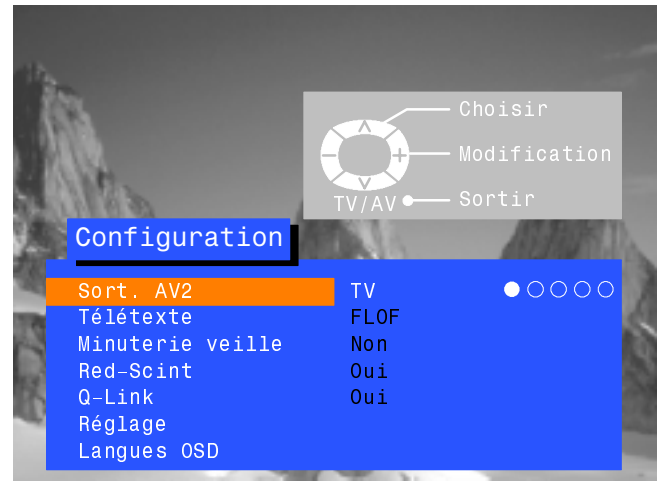 Choisir
Modification
TV/AV Sortir
Configuration
Sort. AV2 TV
Télétexte FLOF
Minuterie veille Non
Red-Scint Oui
Q-Link Oui
Réglage
Langues OSD